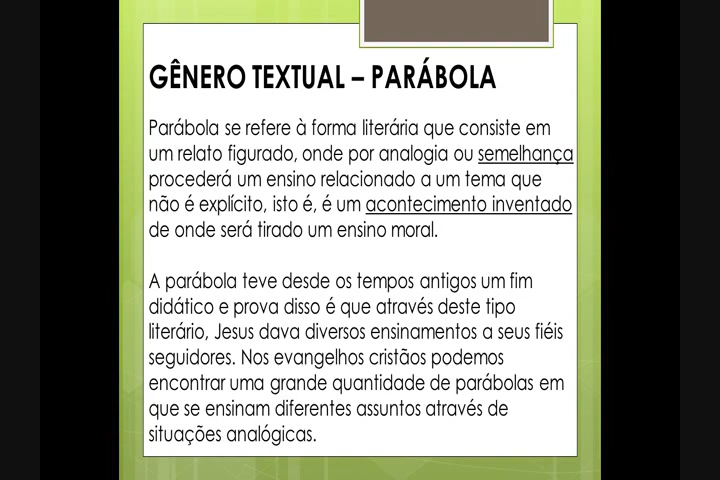 GÊNERO TEXTUAL – PARÁBOLA
Parábola se refere à forma literária que consiste em
um relato figurado, onde por analogia ou semelhança
procederá um ensino relacionado a um tema que
não é explícito, isto é, é um acontecimento inventado
de onde será tirado um ensino moral.
A parábola teve desde os tempos antigos um fim
didático e prova disso é que através deste tipo
literário, Jesus dava diversos ensinamentos a seus fiéis
seguidores. Nos evangelhos cristãos podemos
encontrar uma grande quantidade de parábolas em
que se ensinam diferentes assuntos através de
situações analógicas.